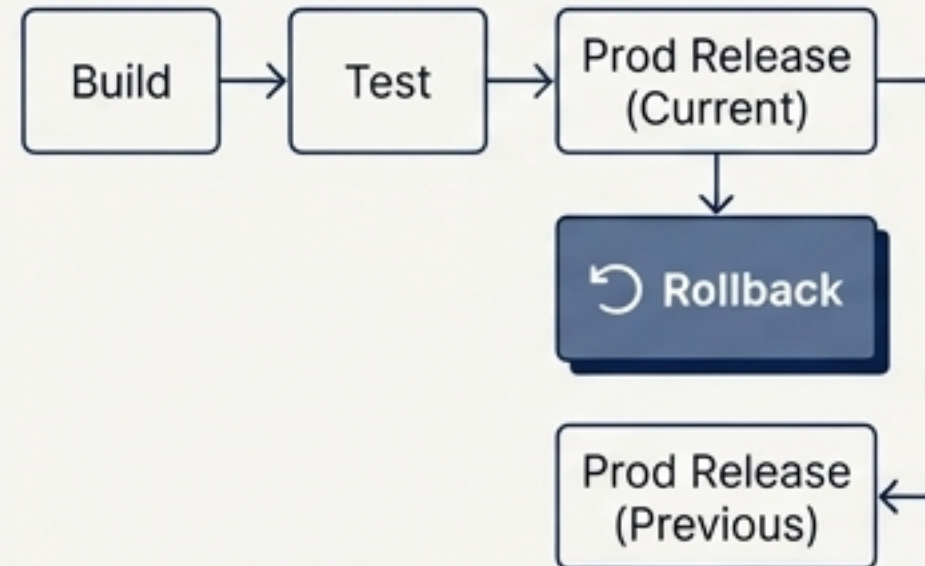 Build
Test
Prod Release
(Current)
Rollback
Prod Release
(Previous)